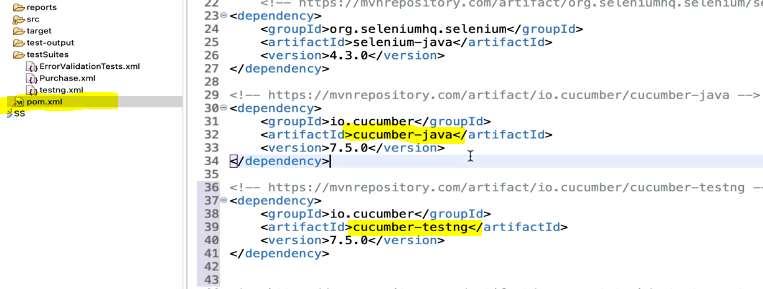 reports
src
target
test-output
testSuites
ErrorValidationTests.xml
Purchase.xml
testng.xml
pom.xml
SS
22 <!-- https://mvnrepository.com/artifact/org.seleniumhq.selenium/se
23 <dependency>
24 <groupId>org.seleniumhq.selenium</groupId>
25 <artifactId>selenium-java</artifactId>
26 <version>4.3.0</version>
27 </dependency>
28
29 <!-- https://mvnrepository.com/artifact/io.cucumber/cucumber-java -->
30 <dependency>
31 <groupId>io.cucumber</groupId>
32 <artifactId>cucumber-java</artifactId>
33 <version>7.5.0</version>
34 </dependency>
35
36 <!-- https://mvnrepository.com/artifact/io.cucumber/cucumber-testng -
37 <dependency>
38 <groupId>io.cucumber</groupId>
39 <artifactId>cucumber-testng</artifactId>
40 <version>7.5.0</version>
41 </dependency>
42
43